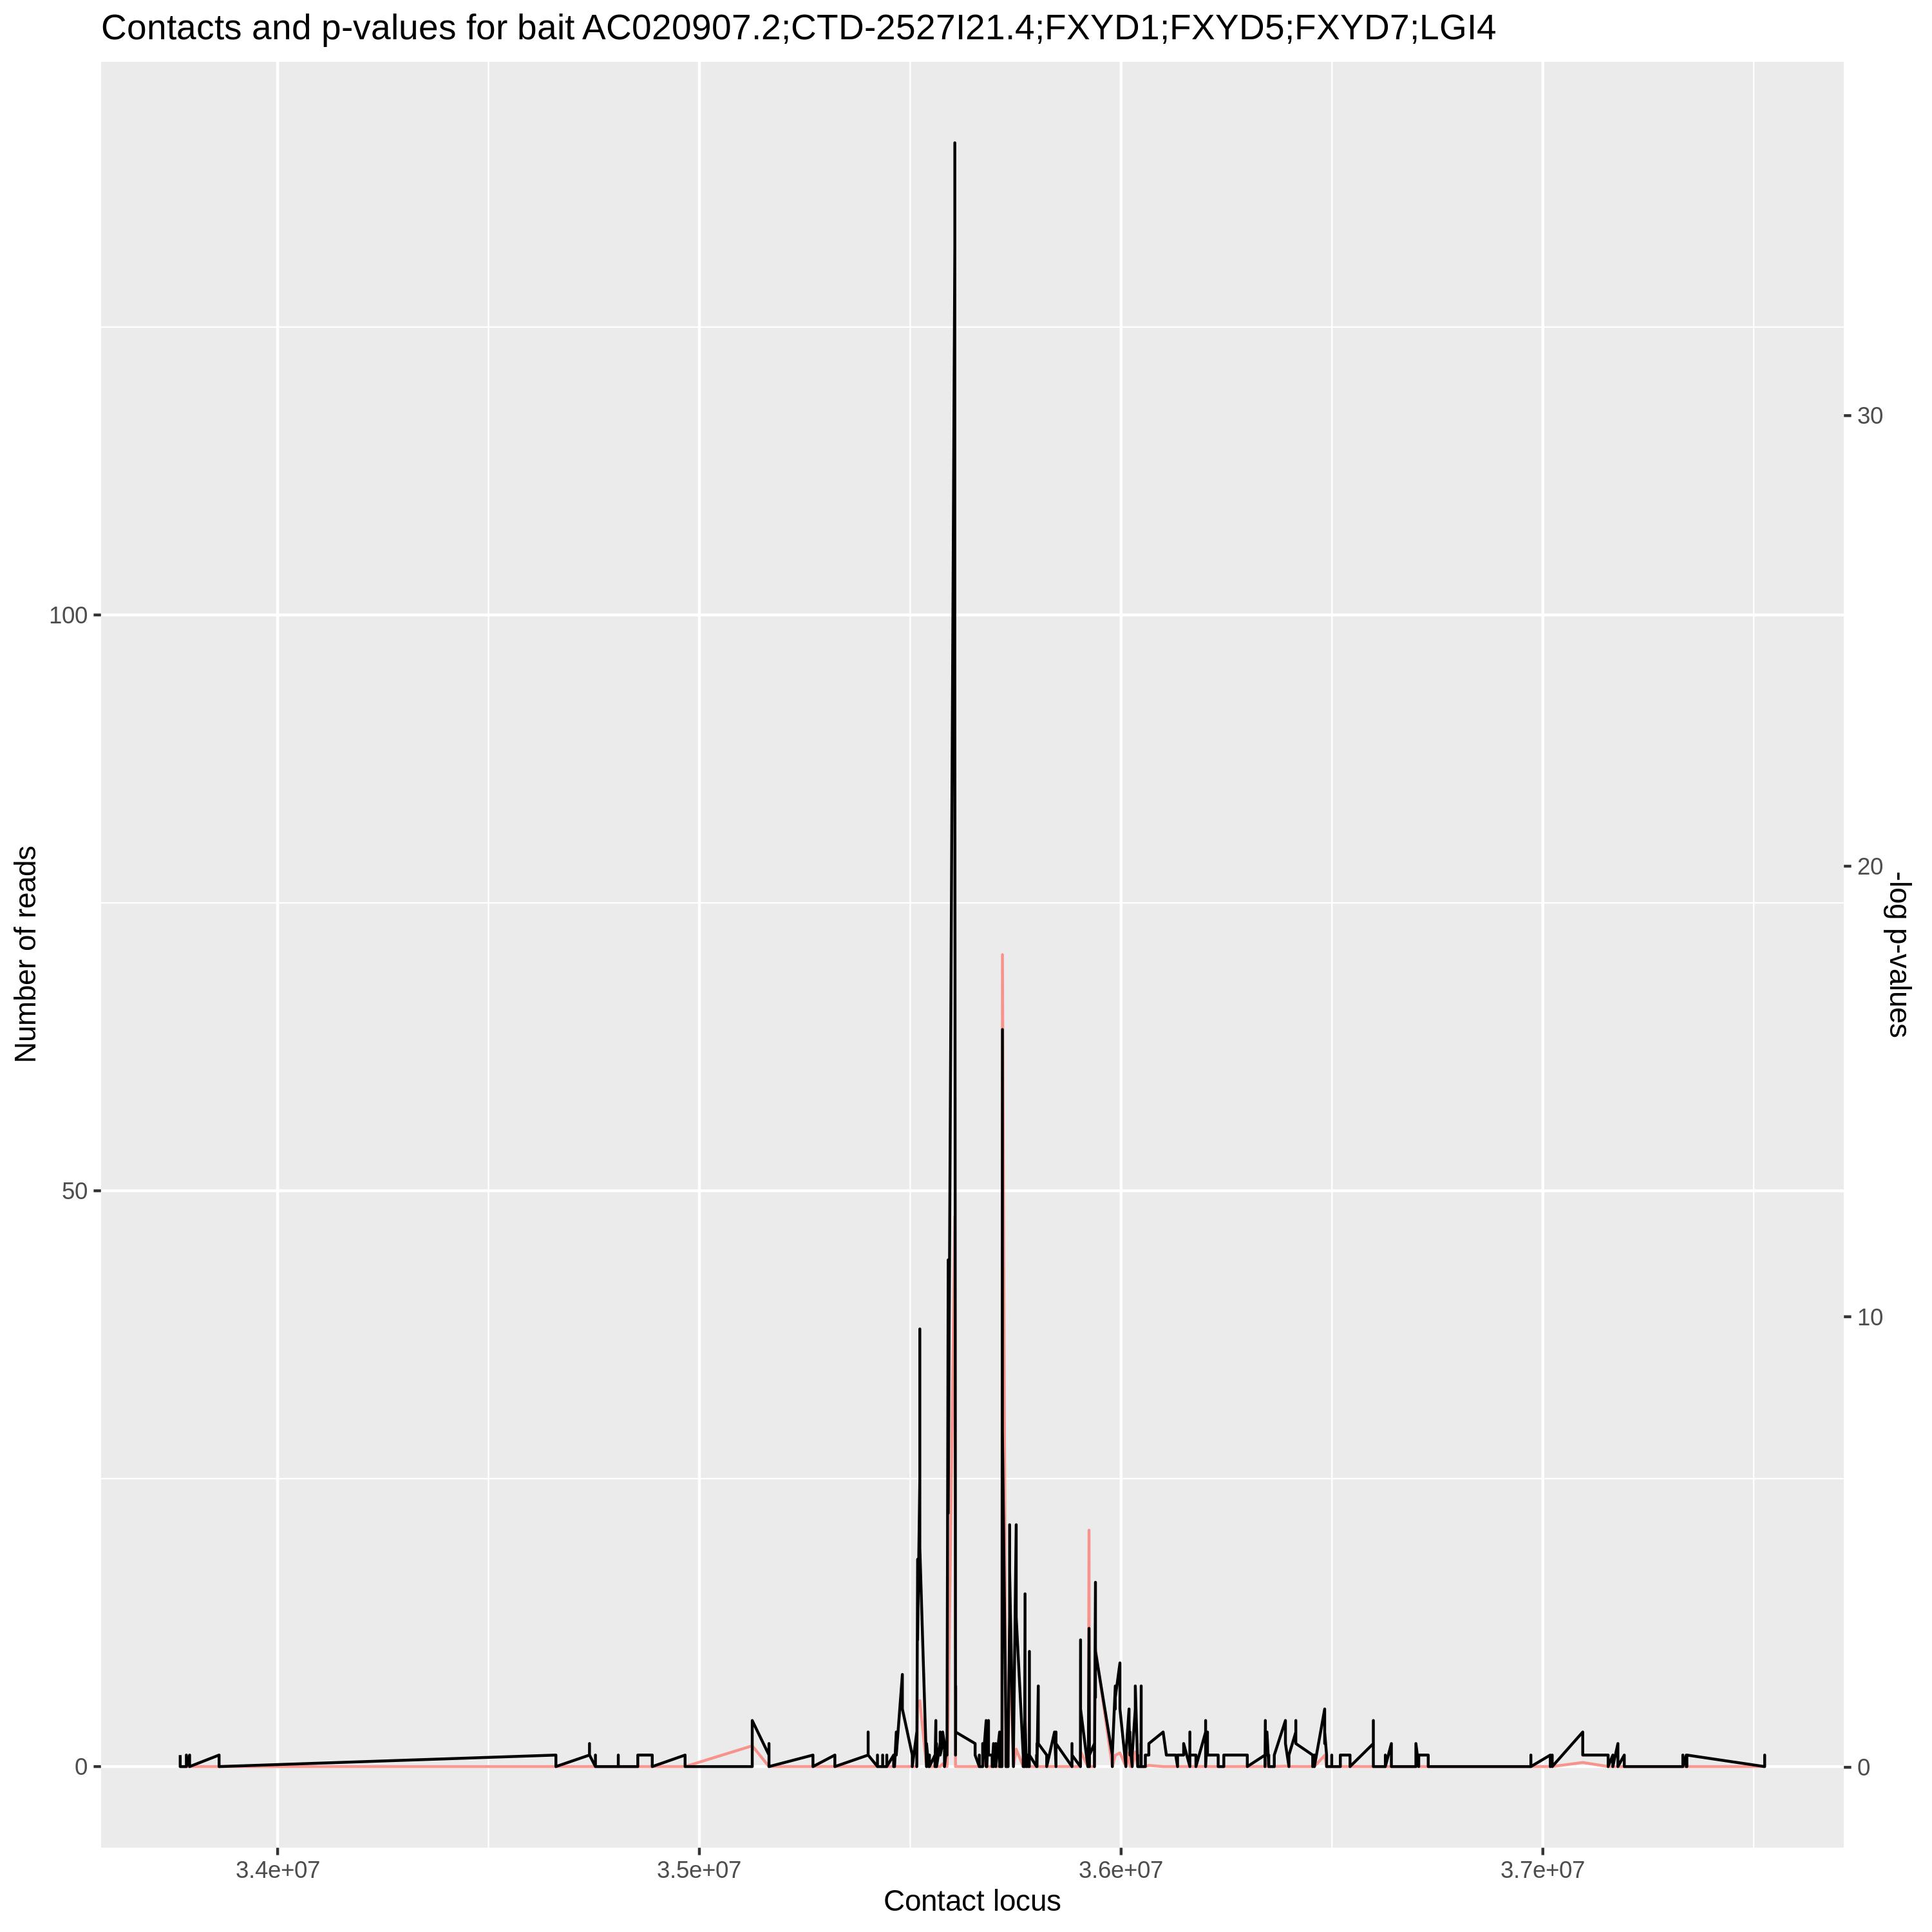 Contacts and p-values for bait AC020907.2;CTD-2527I21.4;FXYD1;FXYD5;FXYD7;LGI4
Number of reads
100
50
0
30
20
10
0
-log p-values
3.4e+07
3.5e+07
3.6e+07
3.7e+07
Contact locus